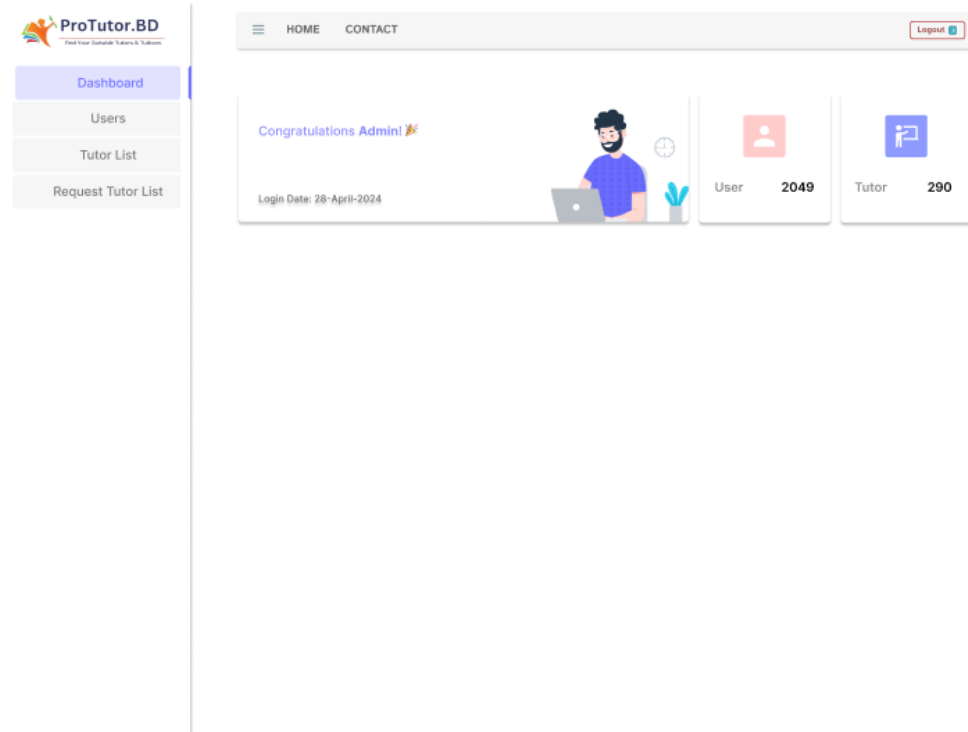 ProTutor.BD
Find Your Suitable Tutors & Tuitions
Dashboard
Users
Tutor List
Request Tutor List
HOME CONTACT
Logout
Congratulations Admin! 🎉
Login Date: 28-April-2024
User 2049
Tutor 290